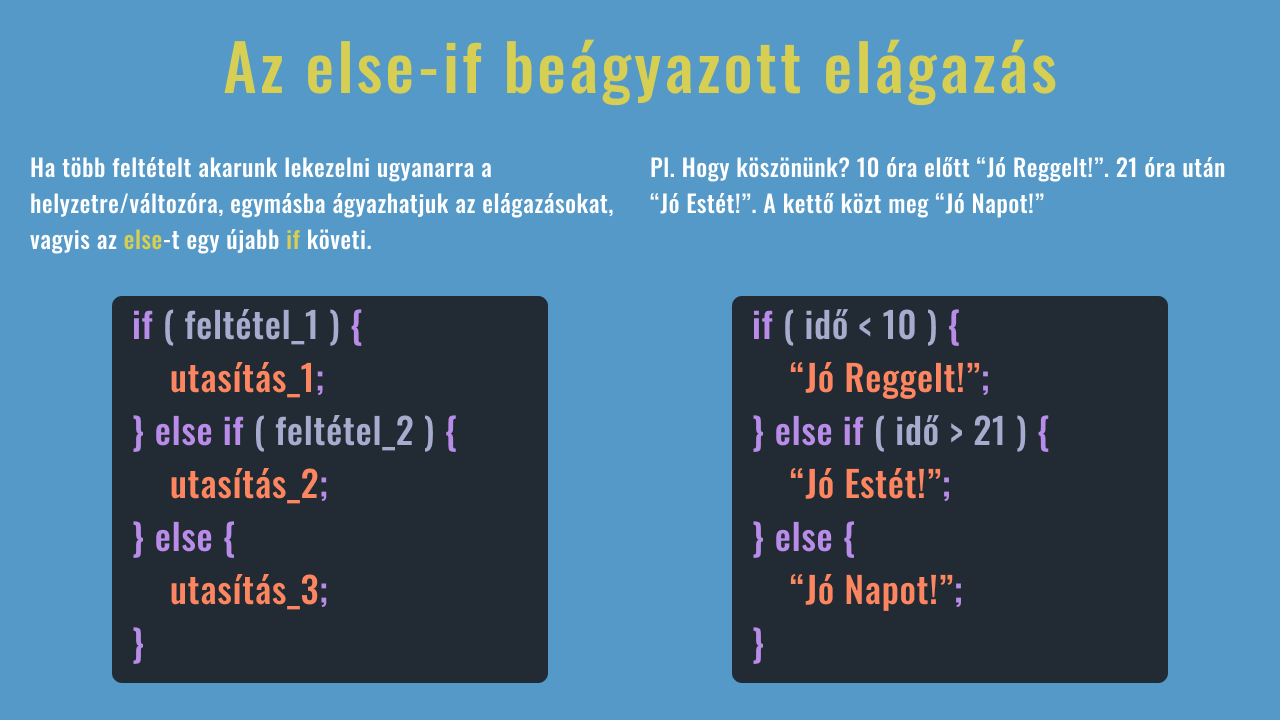 Az else-if beágyazott elágazás
Ha több feltételt akarunk lekezelni ugyanarra a
helyzetre/változóra, egymásba ágyazhatjuk az elágazásokat,
vagyis az else-t egy újabb if követi.
Pl. Hogy köszönünk? 10 óra előtt “Jó Reggelt!”. 21 óra után
“Jó Estét!”. A kettő közt meg “Jó Napot!”
if ( feltétel_1 ) {
utasítás_1;
} else if ( feltétel_2 ) {
utasítás_2;
} else {
utasítás_3;
}
if ( idő < 10 ) {
“Jó Reggelt!”;
} else if ( idő > 21 ) {
“Jó Estét!”;
} else {
“Jó Napot!”;
}